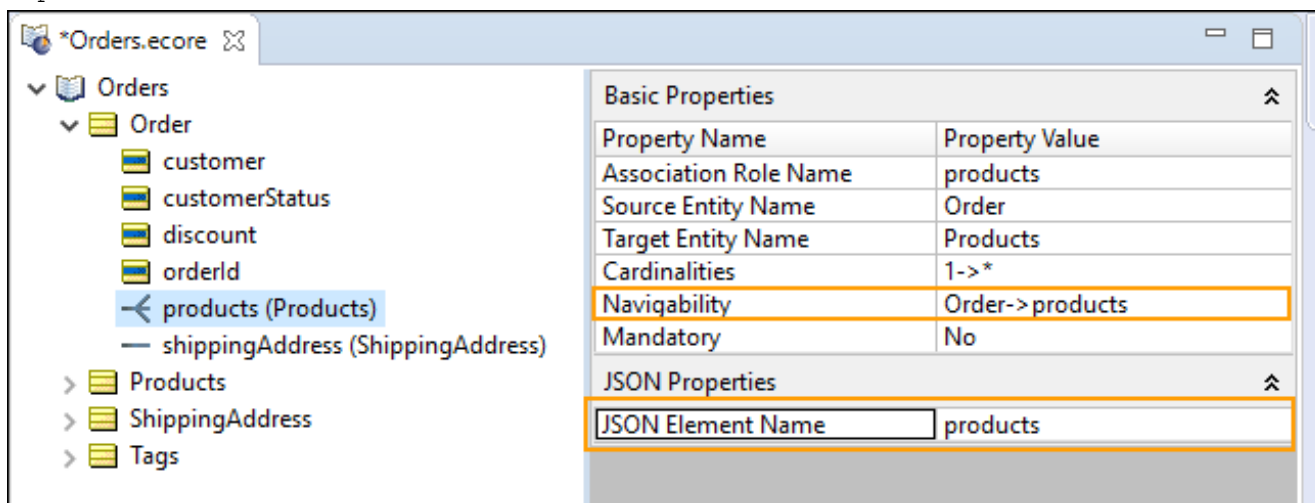 *Orders.ecore
Orders
Order
customer
customerStatus
discount
orderId
products (Products)
shippingAddress (ShippingAddress)
Products
ShippingAddress
Tags
Basic Properties
Property Name Property Value
Association Role Name products
Source Entity Name Order
Target Entity Name Products
Cardinalities 1->*
Navigability Order->products
Mandatory No
JSON Properties
JSON Element Name products